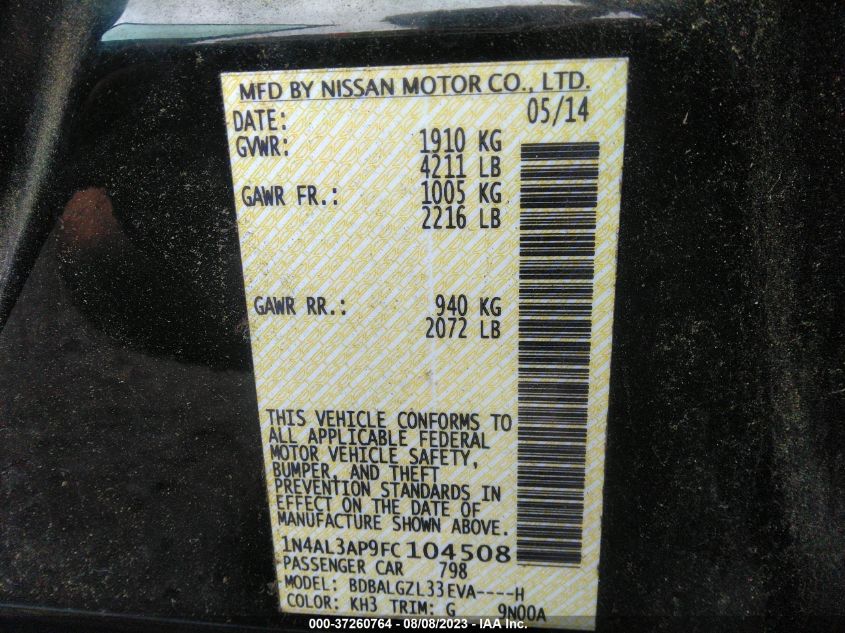 MFD BY NISSAN MOTOR CO., LTD.
DATE: 05/14
GVWR: 1910 KG
4211 LB
GAWR FR.: 1005 KG
2216 LB
GAWR RR.: 940 KG
2072 LB
THIS VEHICLE CONFORMS TO
ALL APPLICABLE FEDERAL
MOTOR VEHICLE SAFETY,
BUMPER, AND THEFT
PREVENTION STANDARDS IN
EFFECT ON THE DATE OF
MANUFACTURE SHOWN ABOVE.
1N4AL3AP9FC104508
PASSENGER CAR 798
MODEL: BDBALGZL33EVA----H
COLOR: KH3 TRIM: G 9N00A
000-37260764 - 08/08/2023 - IAA Inc.